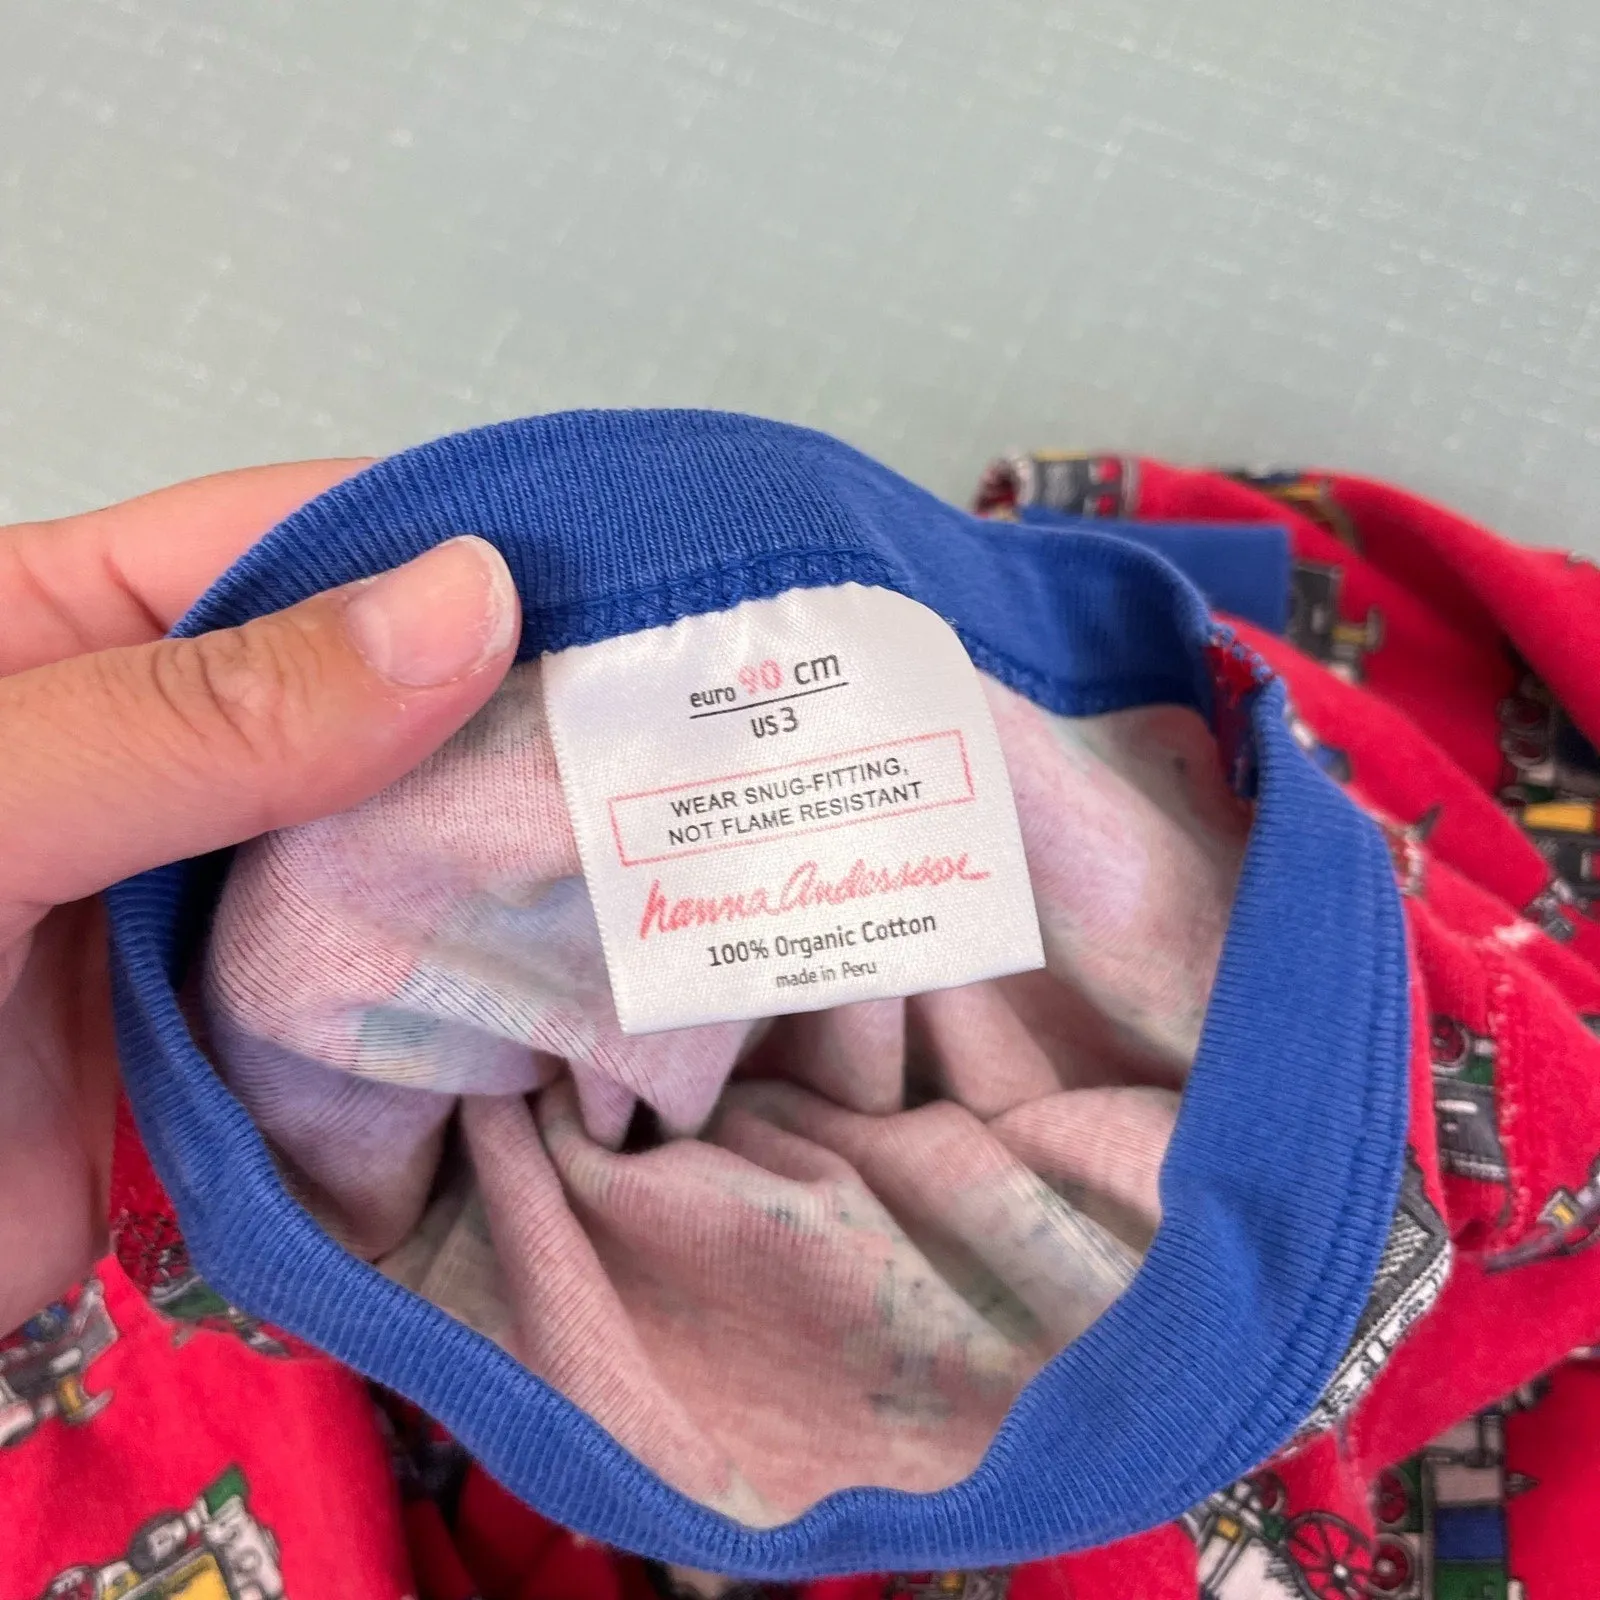 euro 90 cm
US 3
WEAR SNUG-FITTING,
NOT FLAME RESISTANT
hanna Andersson
100% Organic Cotton
made in Peru